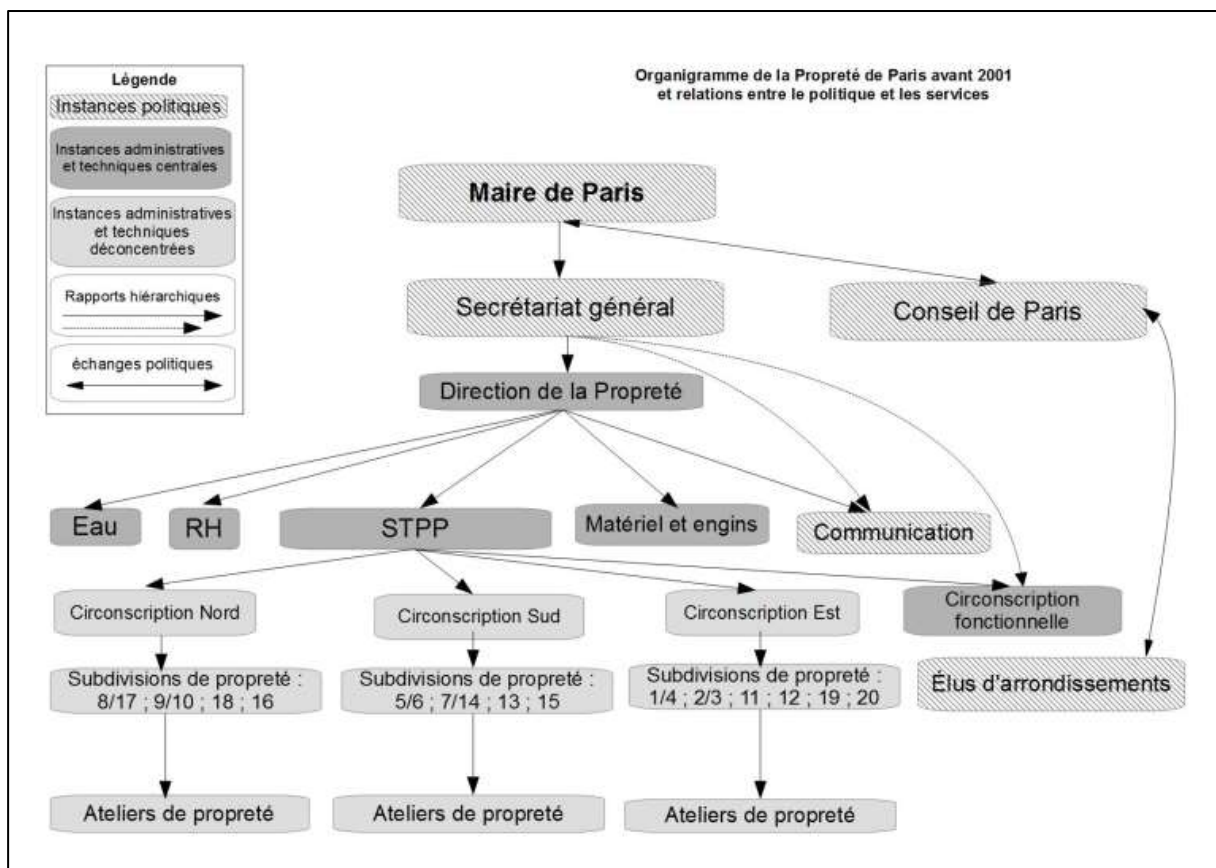 Légende
Instances politiques
Instances administratives
et techniques centrales
Instances administratives
et techniques
déconcentrées
Rapports hiérarchiques
échanges politiques
Organigramme de la Propreté de Paris avant 2001
et relations entre le politique et les services
Maire de Paris
Secrétariat général
Conseil de Paris
Direction de la Propreté
Eau
RH
STPP
Matériel et engins
Communication
Circonscription Nord
Circonscription Sud
Circonscription Est
Circonscription
fonctionnelle
Subdivisions de propreté :
8/17 ; 9/10 ; 18 ; 16
Subdivisions de propreté :
5/6 ; 7/14 ; 13 ; 15
Subdivisions de propreté :
1/4 ; 2/3 ; 11 ; 12 ; 19 ; 20
Élus d'arrondissements
Ateliers de propreté
Ateliers de propreté
Ateliers de propreté